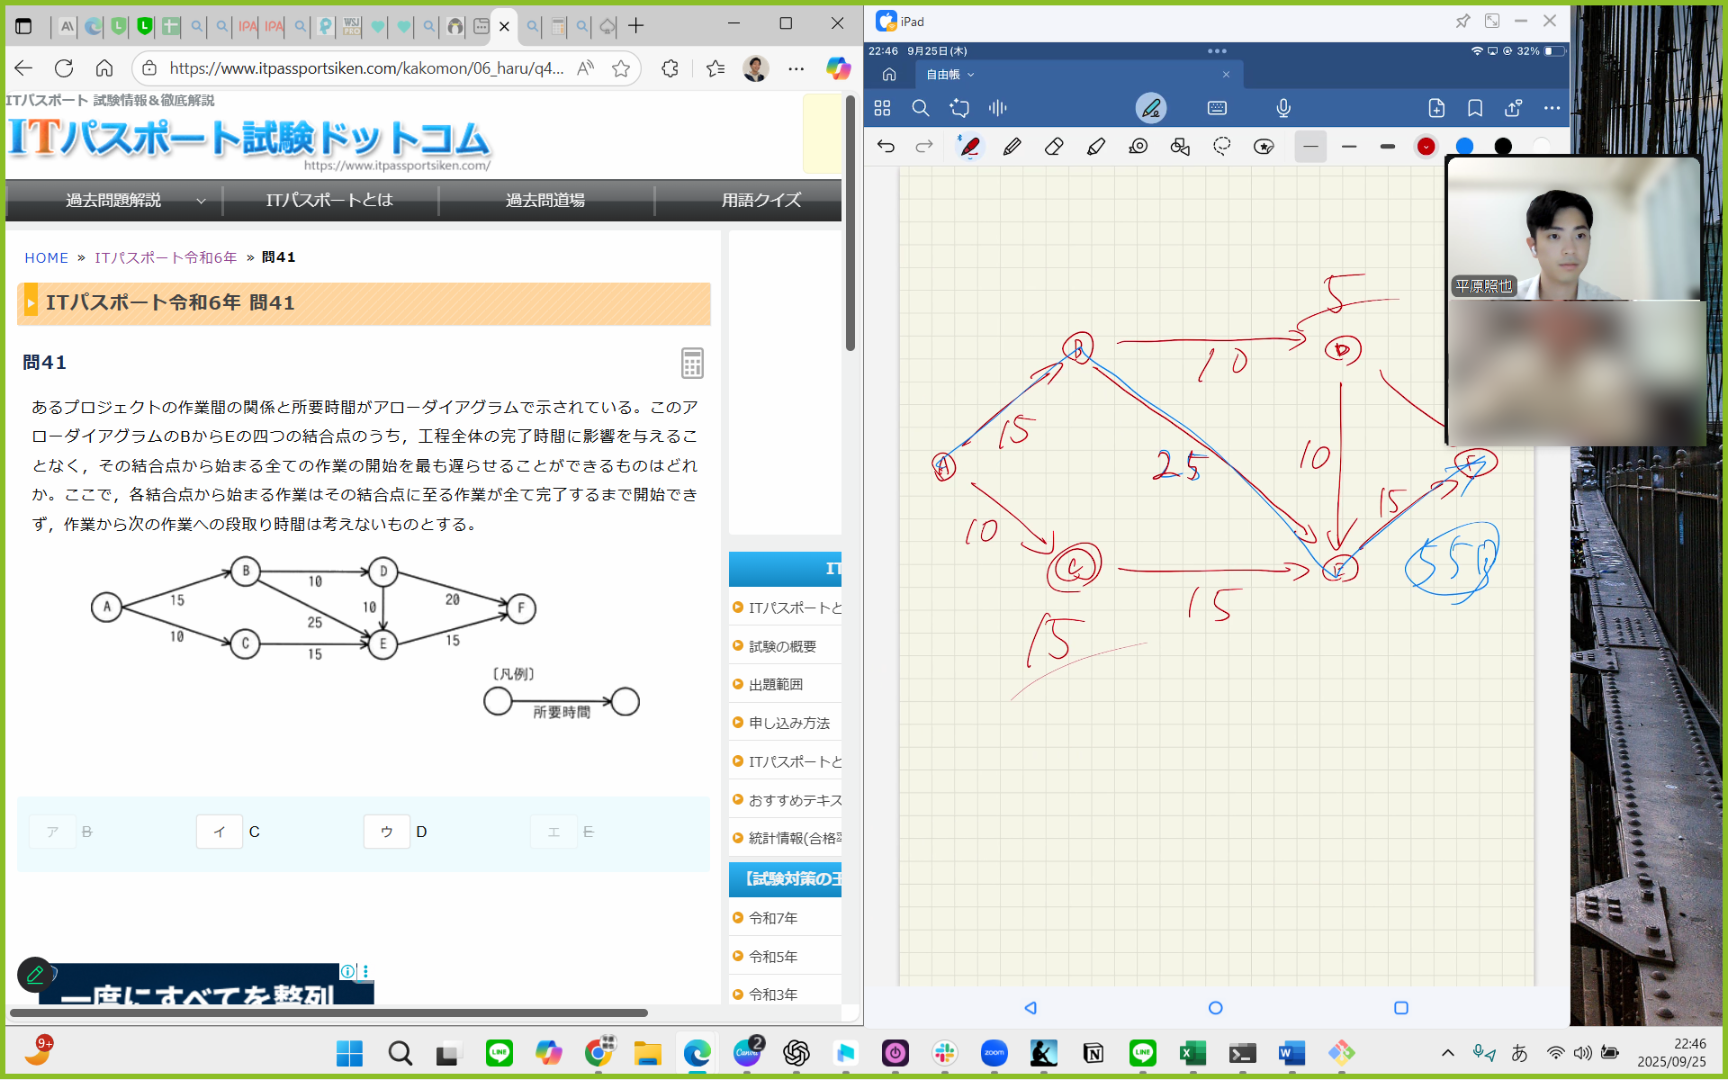 https://www.itpassportsiken.com/kakomon/06_haru/q4...
ITパスポート 試験情報＆徹底解説
ITパスポート試験ドットコム
https://www.itpassportsiken.com/
過去問題解説
ITパスポートとは
過去問道場
用語クイズ
HOME » ITパスポート令和6年 » 問41
ITパスポート令和6年 問41
問41
あるプロジェクトの作業間の関係と所要時間がアローダイアグラムで示されている。このア
ローダイアグラムのBからEの四つの結合点のうち，工程全体の完了時間に影響を与えるこ
となく，その結合点から始まる全ての作業の開始を最も遅らせることができるものはどれ
か。ここで，各結合点から始まる作業はその結合点に至る作業が全て完了するまで開始でき
ず，作業から次の作業への段取り時間は考えないものとする。
A
B
C
D
E
F
15
10
10
25
15
10
20
15
〔凡例〕
所要時間
ア B
イ C
ウ D
エ E
IT
ITパスポートと
試験の概要
出題範囲
申し込み方法
ITパスポートと
おすすめテキス
統計情報(合格率
【試験対策の王
令和7年
令和5年
令和3年
一度にすべてを整列
iPad
22:46 9月25日(木)
32%
自由帳
5
B
10
D
15
A
25
10
10
15
F
C
15
E
55日
15
平原照也
9+
LINE
Canva
2
zoom
あ
22:46
2025/09/25